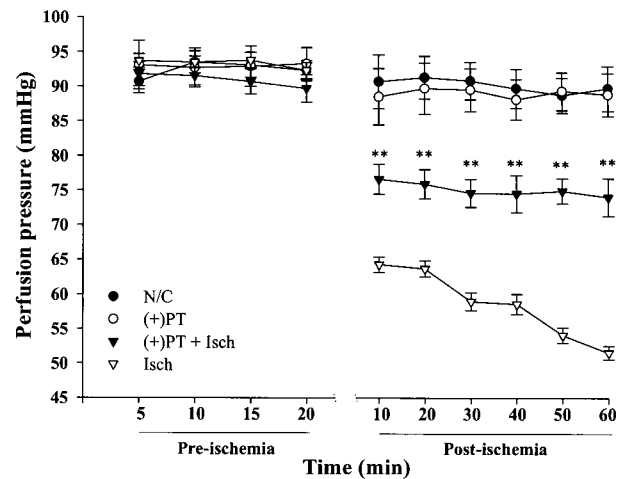 100
95
90
85
80
75
70
65
60
55
50
45
Perfusion pressure (mmHg)
** ** ** ** ** **
N/C
(+)PT
(+)PT + Isch
Isch
5 10 15 20 10 20 30 40 50 60
Pre-ischemia Post-ischemia
Time (min)